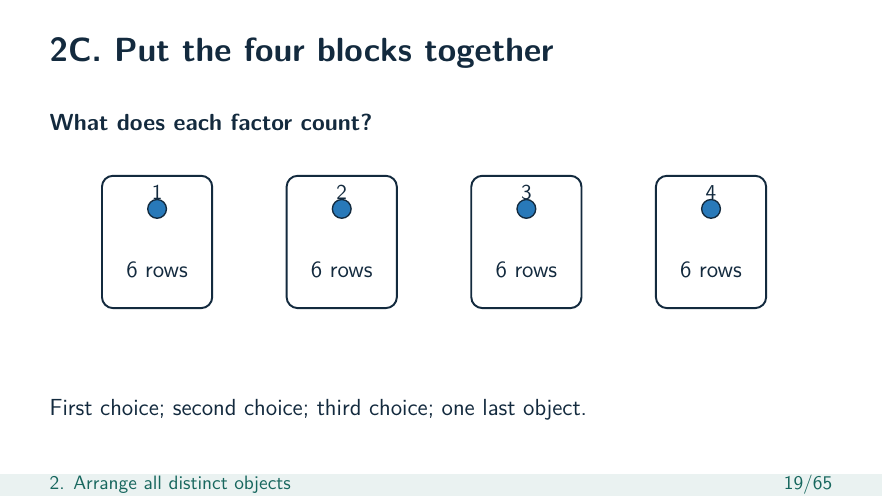 2C. Put the four blocks together
What does each factor count?
1 2 3 4
6 rows 6 rows 6 rows 6 rows
First choice; second choice; third choice; one last object.
2. Arrange all distinct objects 19/65